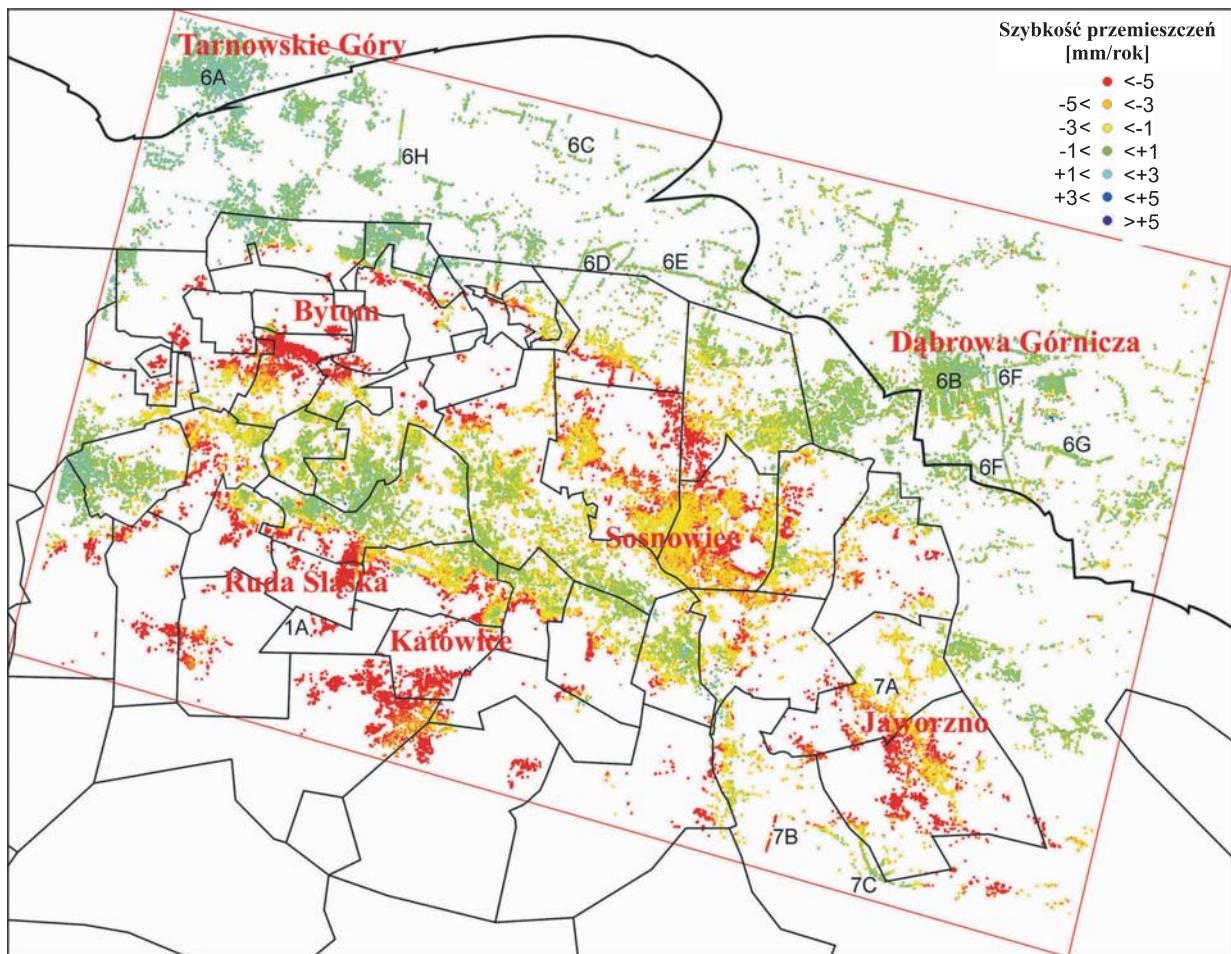 Szybkość przemieszczeń
[mm/rok]
<-5
-5< <-3
-3< <-1
-1< <+1
+1< <+3
+3< <+5
>+5
Tarnowskie Góry
6A
6H
6C
6D
6E
Bytom
Dąbrowa Górnicza
6B
6F
6G
6F
Sosnowiec
Ruda Śląska
1A
Katowice
7A
Jaworzno
7B
7C